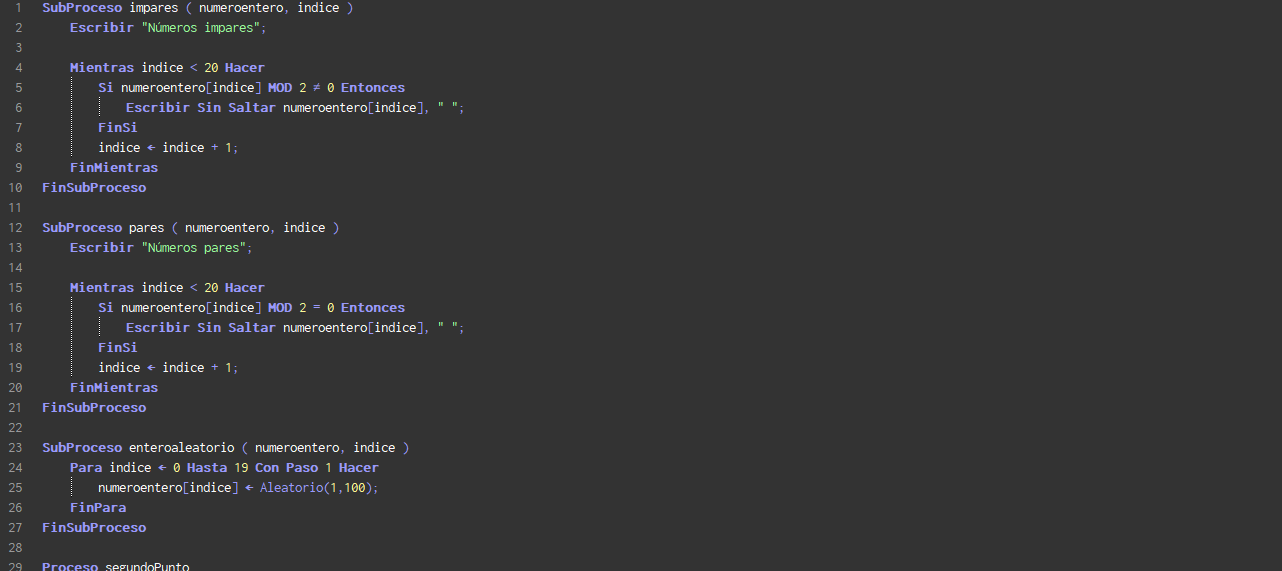 1 SubProceso impares ( numeroentero, indice )
2 Escribir "Números impares";
3
4 Mientras indice < 20 Hacer
5 Si numeroentero[indice] MOD 2 ≠ 0 Entonces
6 Escribir Sin Saltar numeroentero[indice], " ";
7 FinSi
8 indice ← indice + 1;
9 FinMientras
10 FinSubProceso
11
12 SubProceso pares ( numeroentero, indice )
13 Escribir "Números pares";
14
15 Mientras indice < 20 Hacer
16 Si numeroentero[indice] MOD 2 = 0 Entonces
17 Escribir Sin Saltar numeroentero[indice], " ";
18 FinSi
19 indice ← indice + 1;
20 FinMientras
21 FinSubProceso
22
23 SubProceso enteroaleatorio ( numeroentero, indice )
24 Para indice ← 0 Hasta 19 Con Paso 1 Hacer
25 numeroentero[indice] ← Aleatorio(1,100);
26 FinPara
27 FinSubProceso
28
29 Proceso segundoPunto